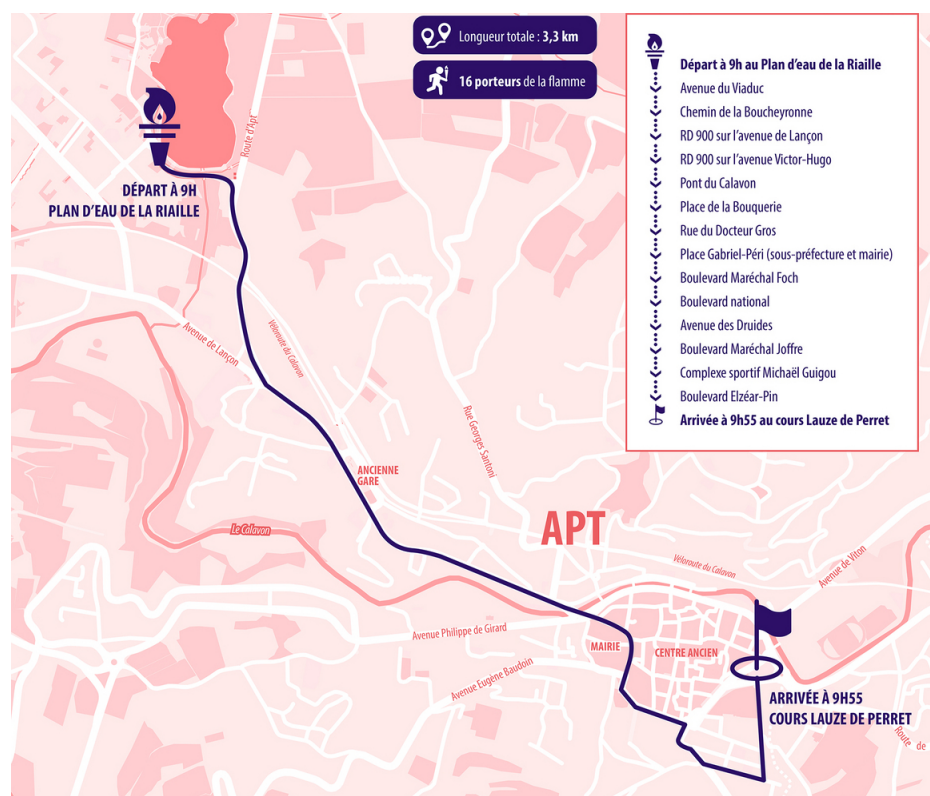 Longueur totale : 3,3 km
16 porteurs de la flamme
Départ à 9h au Plan d'eau de la Riaille
Avenue du Viaduc
Chemin de la Boucheyronne
RD 900 sur l'avenue de Lançon
RD 900 sur l'avenue Victor-Hugo
Pont du Calavon
Place de la Bouquerie
Rue du Docteur Gros
Place Gabriel-Péri (sous-préfecture et mairie)
Boulevard Maréchal Foch
Boulevard national
Avenue des Druides
Boulevard Maréchal Joffre
Complexe sportif Michaël Guigou
Boulevard Elzéar-Pin
Arrivée à 9h55 au cours Lauze de Perret
Route d'Apt
DÉPART À 9H
PLAN D'EAU DE LA RIAILLE
Avenue de Lançon
Véloroute du Calavon
Rue Georges Santoni
ANCIENNE
GARE
Le Calavon
APT
Véloroute du Calavon
Avenue de Viton
Avenue Philippe de Girard
MAIRIE
CENTRE ANCIEN
Avenue Eugène Baudoin
ARRIVÉE À 9H55
COURS LAUZE DE PERRET
Route de